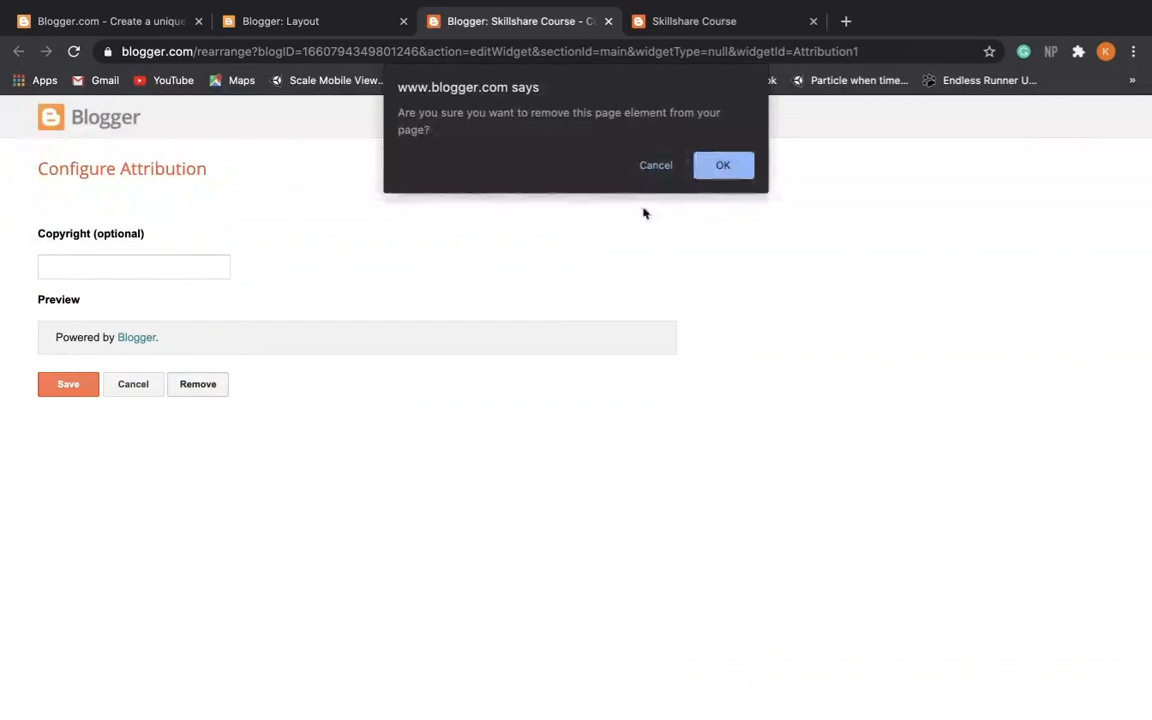 Blogger.com - Create a unique
Blogger: Layout
Blogger: Skillshare Course - Co
Skillshare Course
blogger.com/rearrange?blogID=1660794349801246&action=editWidget&sectionId=main&widgetType=null&widgetId=Attribution1
NP
K
Apps
Gmail
YouTube
Maps
Scale Mobile View...
ok
Particle when time...
Endless Runner U...
»
www.blogger.com says
Are you sure you want to remove this page element from your
page?
Cancel
OK
Blogger
Configure Attribution
Copyright (optional)
Preview
Powered by Blogger.
Save
Cancel
Remove